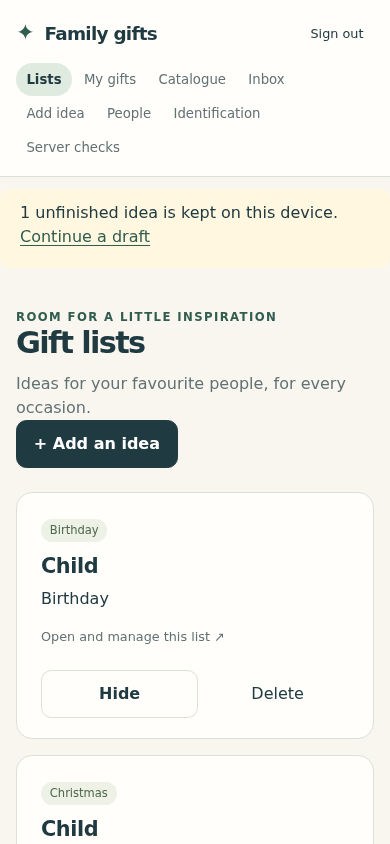 ✦ Family gifts
Sign out
Lists My gifts Catalogue Inbox
Add idea People Identification
Server checks
1 unfinished idea is kept on this device.
Continue a draft
ROOM FOR A LITTLE INSPIRATION
Gift lists
Ideas for your favourite people, for every
occasion.
+ Add an idea
Birthday
Child
Birthday
Open and manage this list ↗
Hide Delete
Christmas
Child